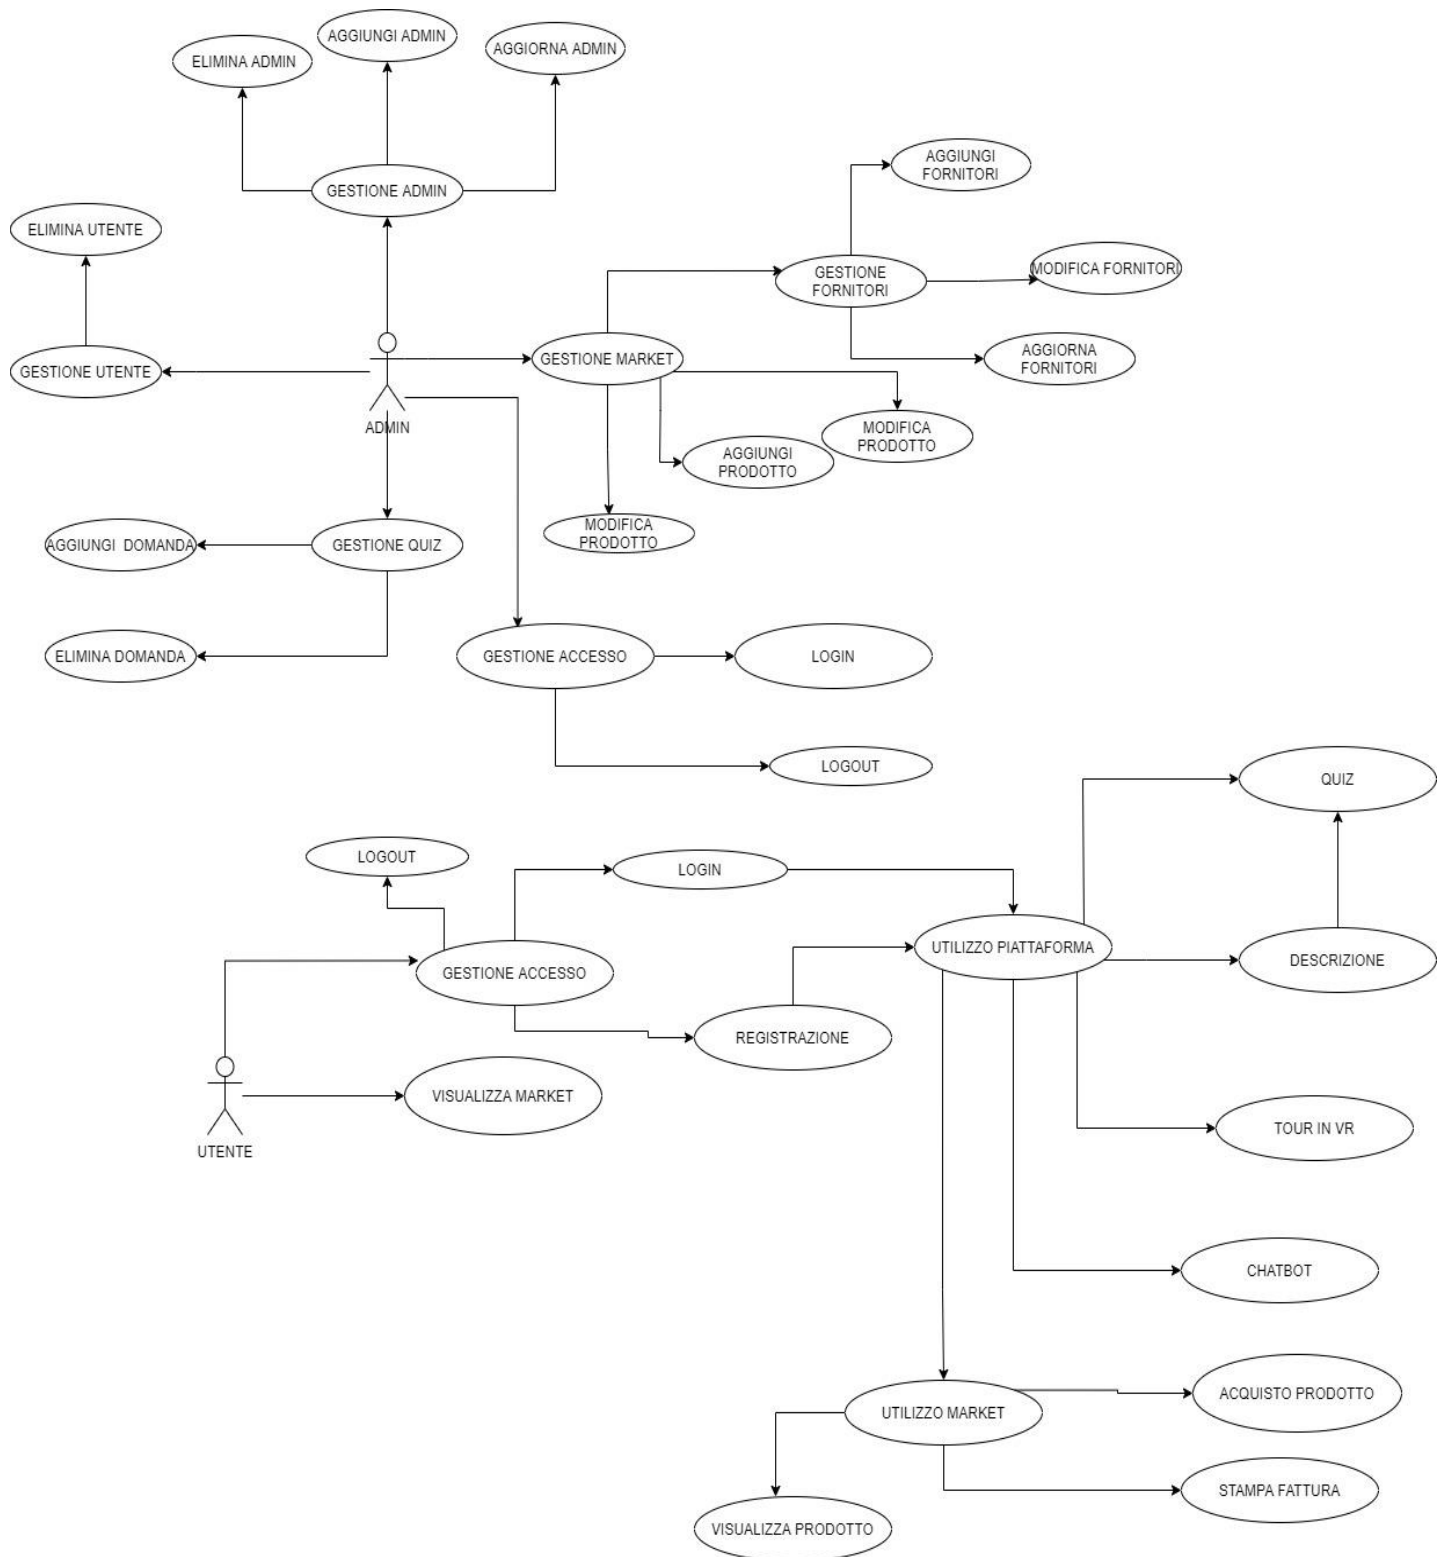 AGGIUNGI ADMIN
AGGIORNA ADMIN
ELIMINA ADMIN
AGGIUNGI
FORNITORI
GESTIONE ADMIN
ELIMINA UTENTE
MODIFICA FORNITORI
GESTIONE
FORNITORI
GESTIONE MARKET
AGGIORNA
FORNITORI
GESTIONE UTENTE
ADMIN
MODIFICA
PRODOTTO
AGGIUNGI
PRODOTTO
MODIFICA
PRODOTTO
AGGIUNGI DOMANDA
GESTIONE QUIZ
ELIMINA DOMANDA
GESTIONE ACCESSO
LOGIN
LOGOUT
QUIZ
LOGOUT
LOGIN
UTILIZZO PIATTAFORMA
DESCRIZIONE
GESTIONE ACCESSO
REGISTRAZIONE
VISUALIZZA MARKET
TOUR IN VR
UTENTE
CHATBOT
ACQUISTO PRODOTTO
UTILIZZO MARKET
STAMPA FATTURA
VISUALIZZA PRODOTTO